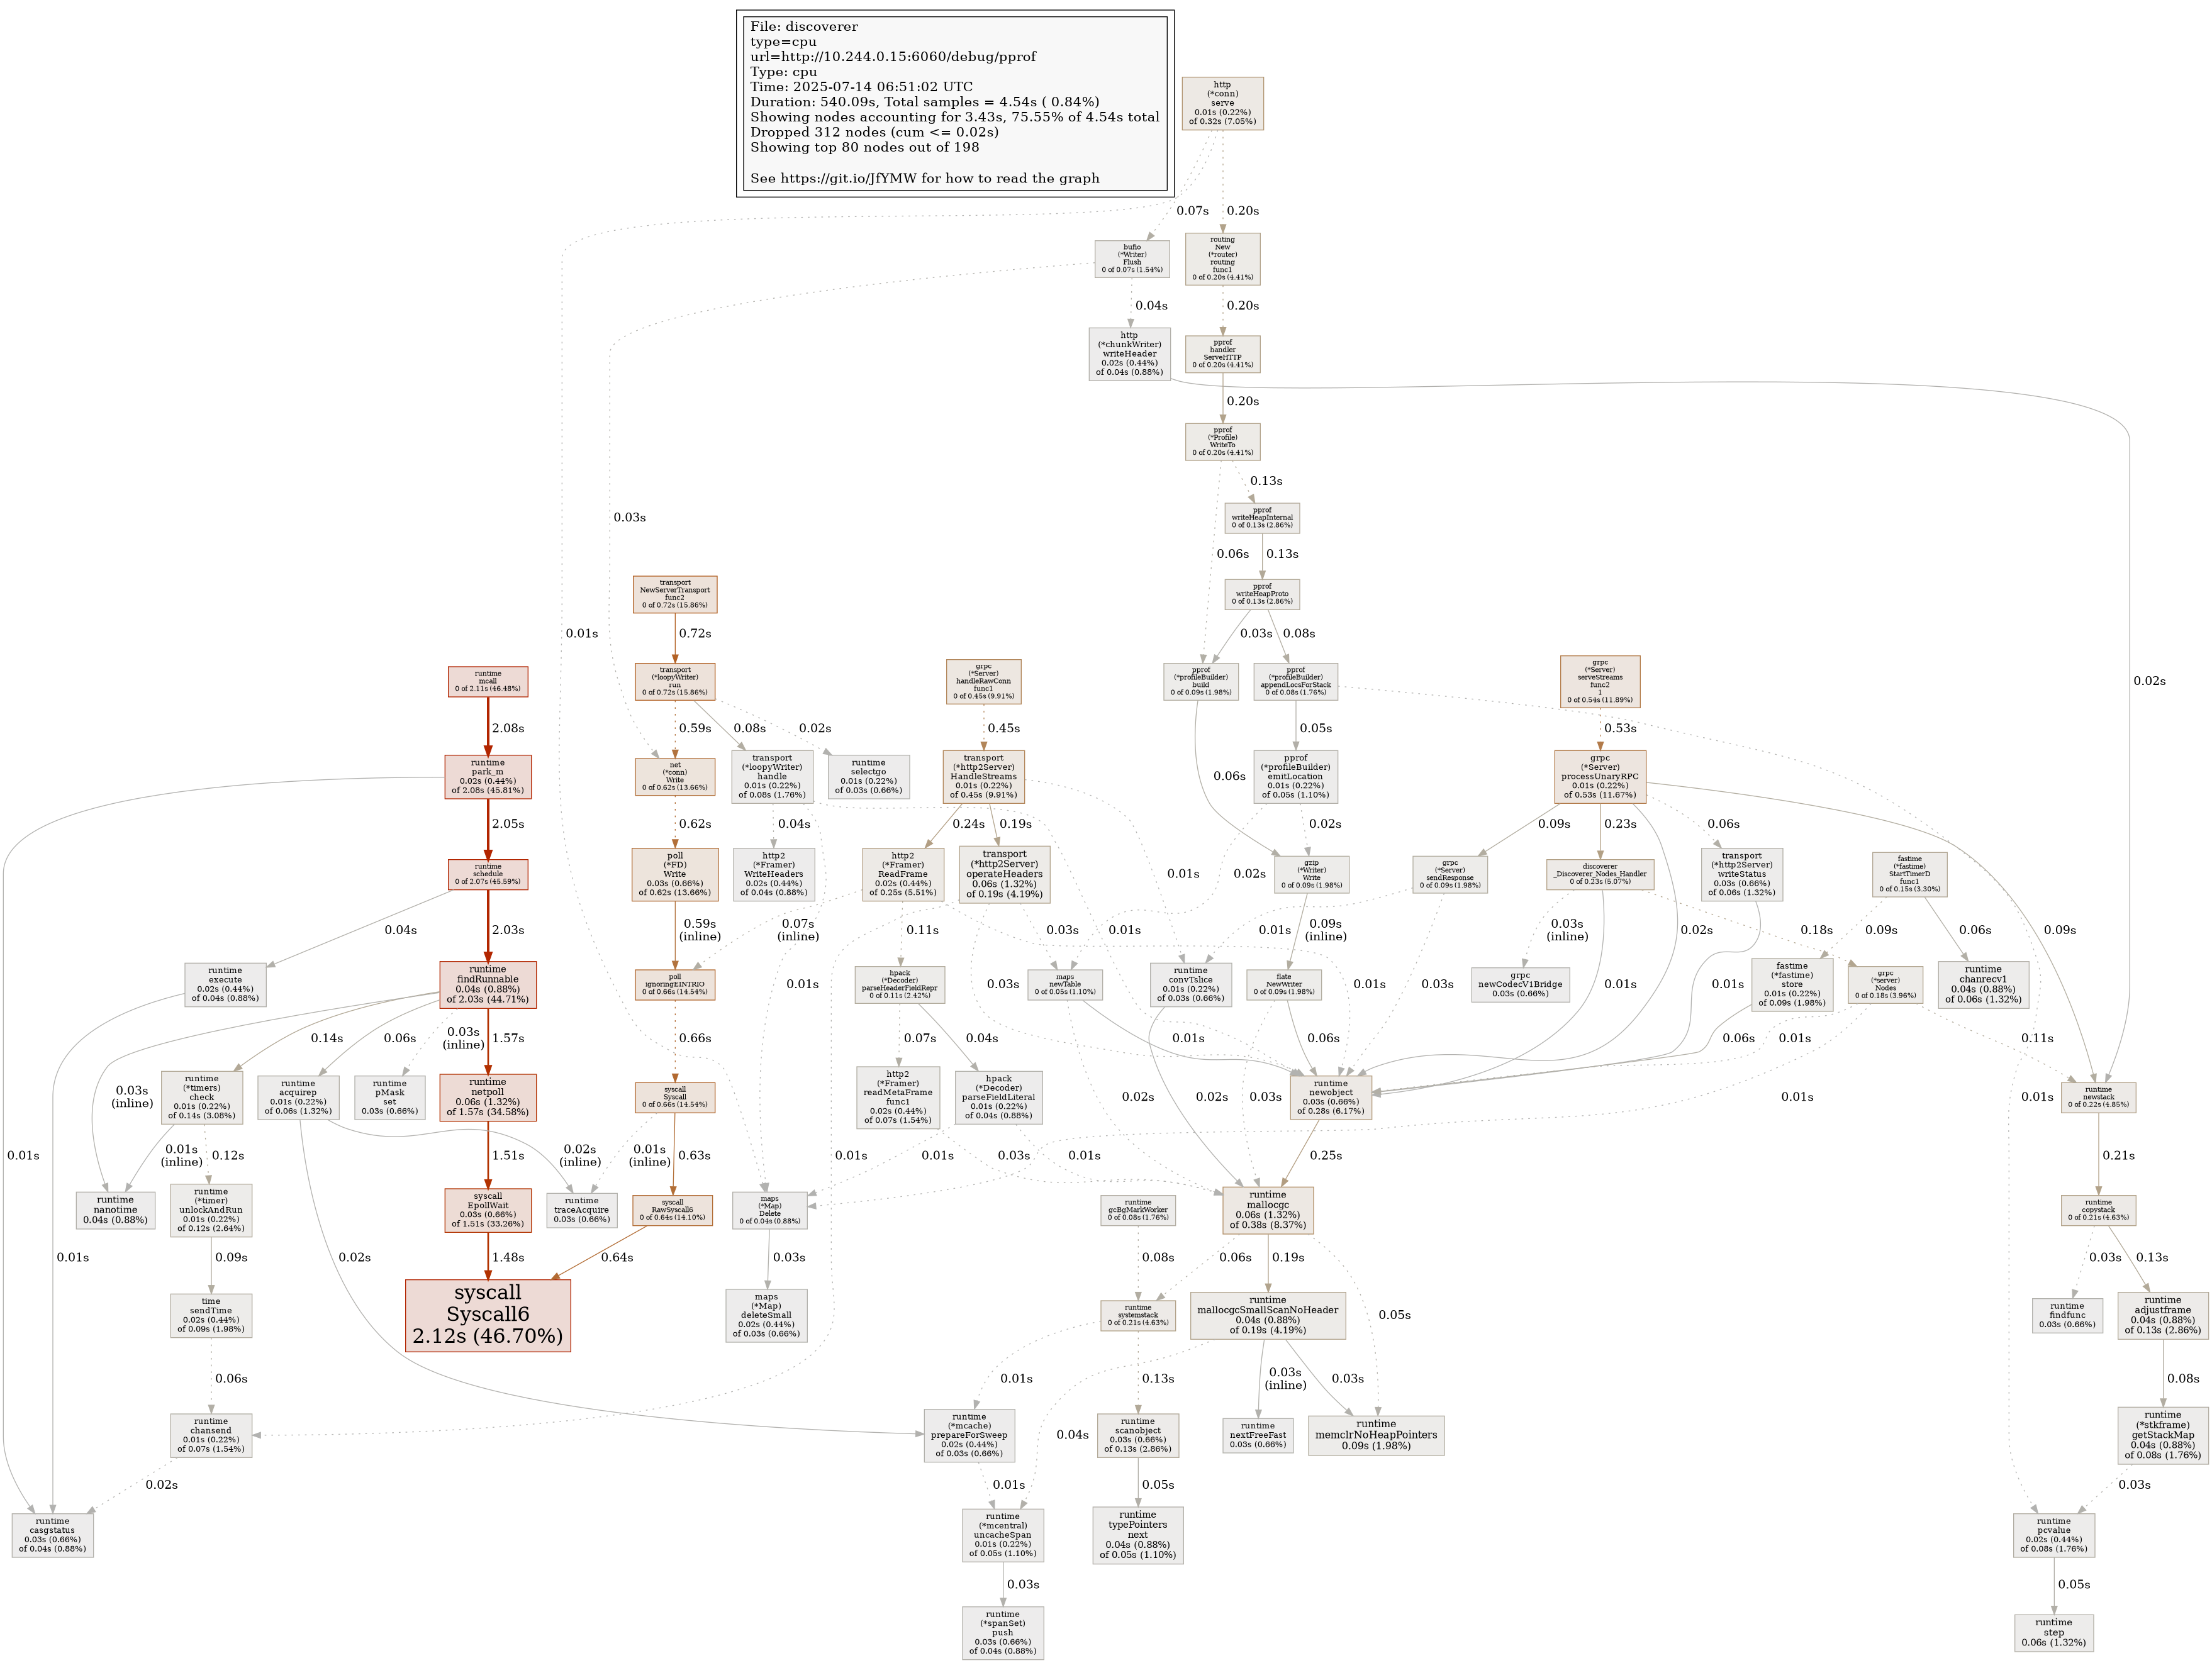 File: discoverer
type=cpu
url=http://10.244.0.15:6060/debug/pprof
Type: cpu
Time: 2025-07-14 06:51:02 UTC
Duration: 540.09s, Total samples = 4.54s ( 0.84%)
Showing nodes accounting for 3.43s, 75.55% of 4.54s total
Dropped 312 nodes (cum <= 0.02s)
Showing top 80 nodes out of 198
See https://git.io/JfYMW for how to read the graph
http
(*conn)
serve
0.01s (0.22%)
of 0.32s (7.05%)
0.07s
0.20s
bufio
(*Writer)
Flush
0 of 0.07s (1.54%)
routing
New
(*router)
routing
func1
0 of 0.20s (4.41%)
0.04s
0.20s
http
(*chunkWriter)
writeHeader
0.02s (0.44%)
of 0.04s (0.88%)
pprof
handler
ServeHTTP
0 of 0.20s (4.41%)
0.20s
pprof
(*Profile)
WriteTo
0 of 0.20s (4.41%)
0.13s
0.03s
pprof
writeHeapInternal
0 of 0.13s (2.86%)
0.06s
0.13s
transport
NewServerTransport
func2
0 of 0.72s (15.86%)
pprof
writeHeapProto
0 of 0.13s (2.86%)
0.01s
0.72s
0.03s
0.08s
0.02s
runtime
mcall
0 of 2.11s (46.48%)
transport
(*loopyWriter)
run
0 of 0.72s (15.86%)
grpc
(*Server)
handleRawConn
func1
0 of 0.45s (9.91%)
pprof
(*profileBuilder)
build
0 of 0.09s (1.98%)
pprof
(*profileBuilder)
appendLocsForStack
0 of 0.08s (1.76%)
grpc
(*Server)
serveStreams
func2
1
0 of 0.54s (11.89%)
2.08s
0.59s
0.08s
0.02s
0.45s
0.05s
0.53s
runtime
park_m
0.02s (0.44%)
of 2.08s (45.81%)
net
(*conn)
Write
0 of 0.62s (13.66%)
transport
(*loopyWriter)
handle
0.01s (0.22%)
of 0.08s (1.76%)
runtime
selectgo
0.01s (0.22%)
of 0.03s (0.66%)
transport
(*http2Server)
HandleStreams
0.01s (0.22%)
of 0.45s (9.91%)
0.06s
pprof
(*profileBuilder)
emitLocation
0.01s (0.22%)
of 0.05s (1.10%)
grpc
(*Server)
processUnaryRPC
0.01s (0.22%)
of 0.53s (11.67%)
2.05s
0.62s
0.04s
0.24s
0.19s
0.02s
0.09s
0.23s
0.06s
runtime
schedule
0 of 2.07s (45.59%)
poll
(*FD)
Write
0.03s (0.66%)
of 0.62s (13.66%)
http2
(*Framer)
WriteHeaders
0.02s (0.44%)
of 0.04s (0.88%)
http2
(*Framer)
ReadFrame
0.02s (0.44%)
of 0.25s (5.51%)
transport
(*http2Server)
operateHeaders
0.06s (1.32%)
of 0.19s (4.19%)
0.01s
0.02s
gzip
(*Writer)
Write
0 of 0.09s (1.98%)
grpc
(*Server)
sendResponse
0 of 0.09s (1.98%)
discoverer
_Discoverer_Nodes_Handler
0 of 0.23s (5.07%)
transport
(*http2Server)
writeStatus
0.03s (0.66%)
of 0.06s (1.32%)
fastime
(*fastime)
StartTimerD
func1
0 of 0.15s (3.30%)
0.04s
2.03s
0.59s
(inline)
0.07s
(inline)
0.11s
0.03s
0.01s
0.09s
(inline)
0.01s
0.03s
(inline)
0.02s
0.18s
0.09s
0.06s
0.09s
runtime
execute
0.02s (0.44%)
of 0.04s (0.88%)
runtime
findRunnable
0.04s (0.88%)
of 2.03s (44.71%)
poll
ignoringEINTRIO
0 of 0.66s (14.54%)
0.01s
hpack
(*Decoder)
parseHeaderFieldRepr
0 of 0.11s (2.42%)
0.03s
maps
newTable
0 of 0.05s (1.10%)
runtime
convTslice
0.01s (0.22%)
of 0.03s (0.66%)
flate
NewWriter
0 of 0.09s (1.98%)
0.01s
0.03s
grpc
newCodecV1Bridge
0.03s (0.66%)
0.01s
0.01s
fastime
(*fastime)
store
0.01s (0.22%)
of 0.09s (1.98%)
grpc
(*server)
Nodes
0 of 0.18s (3.96%)
runtime
chanrecv1
0.04s (0.88%)
of 0.06s (1.32%)
0.03s
(inline)
0.14s
0.06s
0.03s
(inline)
1.57s
0.66s
0.07s
0.04s
0.01s
0.06s
0.06s
0.01s
0.11s
runtime
(*timers)
check
0.01s (0.22%)
of 0.14s (3.08%)
runtime
acquirep
0.01s (0.22%)
of 0.06s (1.32%)
runtime
pMask
set
0.03s (0.66%)
runtime
netpoll
0.06s (1.32%)
of 1.57s (34.58%)
syscall
Syscall
0 of 0.66s (14.54%)
http2
(*Framer)
readMetaFrame
func1
0.02s (0.44%)
of 0.07s (1.54%)
hpack
(*Decoder)
parseFieldLiteral
0.01s (0.22%)
of 0.04s (0.88%)
0.02s
0.02s
0.03s
runtime
newobject
0.03s (0.66%)
of 0.28s (6.17%)
0.01s
0.01s
runtime
newstack
0 of 0.22s (4.85%)
0.01s
0.01s
(inline)
0.12s
1.51s
0.02s
(inline)
0.01s
(inline)
0.63s
0.01s
0.01s
0.03s
0.01s
0.25s
0.21s
runtime
nanotime
0.04s (0.88%)
runtime
(*timer)
unlockAndRun
0.01s (0.22%)
of 0.12s (2.64%)
syscall
EpollWait
0.03s (0.66%)
of 1.51s (33.26%)
runtime
traceAcquire
0.03s (0.66%)
syscall
RawSyscall6
0 of 0.64s (14.10%)
maps
(*Map)
Delete
0 of 0.04s (0.88%)
runtime
gcBgMarkWorker
0 of 0.08s (1.76%)
runtime
mallocgc
0.06s (1.32%)
of 0.38s (8.37%)
runtime
copystack
0 of 0.21s (4.63%)
0.01s
0.09s
0.02s
1.48s
0.64s
0.03s
0.08s
0.06s
0.19s
0.05s
0.03s
0.13s
time
sendTime
0.02s (0.44%)
of 0.09s (1.98%)
syscall
Syscall6
2.12s (46.70%)
maps
(*Map)
deleteSmall
0.02s (0.44%)
of 0.03s (0.66%)
runtime
systemstack
0 of 0.21s (4.63%)
runtime
mallocgcSmallScanNoHeader
0.04s (0.88%)
of 0.19s (4.19%)
runtime
findfunc
0.03s (0.66%)
runtime
adjustframe
0.04s (0.88%)
of 0.13s (2.86%)
0.06s
0.01s
0.13s
0.03s
(inline)
0.03s
0.08s
runtime
chansend
0.01s (0.22%)
of 0.07s (1.54%)
runtime
(*mcache)
prepareForSweep
0.02s (0.44%)
of 0.03s (0.66%)
0.04s
runtime
scanobject
0.03s (0.66%)
of 0.13s (2.86%)
runtime
nextFreeFast
0.03s (0.66%)
runtime
memclrNoHeapPointers
0.09s (1.98%)
runtime
(*stkframe)
getStackMap
0.04s (0.88%)
of 0.08s (1.76%)
0.02s
0.01s
0.05s
0.03s
runtime
casgstatus
0.03s (0.66%)
of 0.04s (0.88%)
runtime
(*mcentral)
uncacheSpan
0.01s (0.22%)
of 0.05s (1.10%)
runtime
typePointers
next
0.04s (0.88%)
of 0.05s (1.10%)
runtime
pcvalue
0.02s (0.44%)
of 0.08s (1.76%)
0.03s
0.05s
runtime
(*spanSet)
push
0.03s (0.66%)
of 0.04s (0.88%)
runtime
step
0.06s (1.32%)